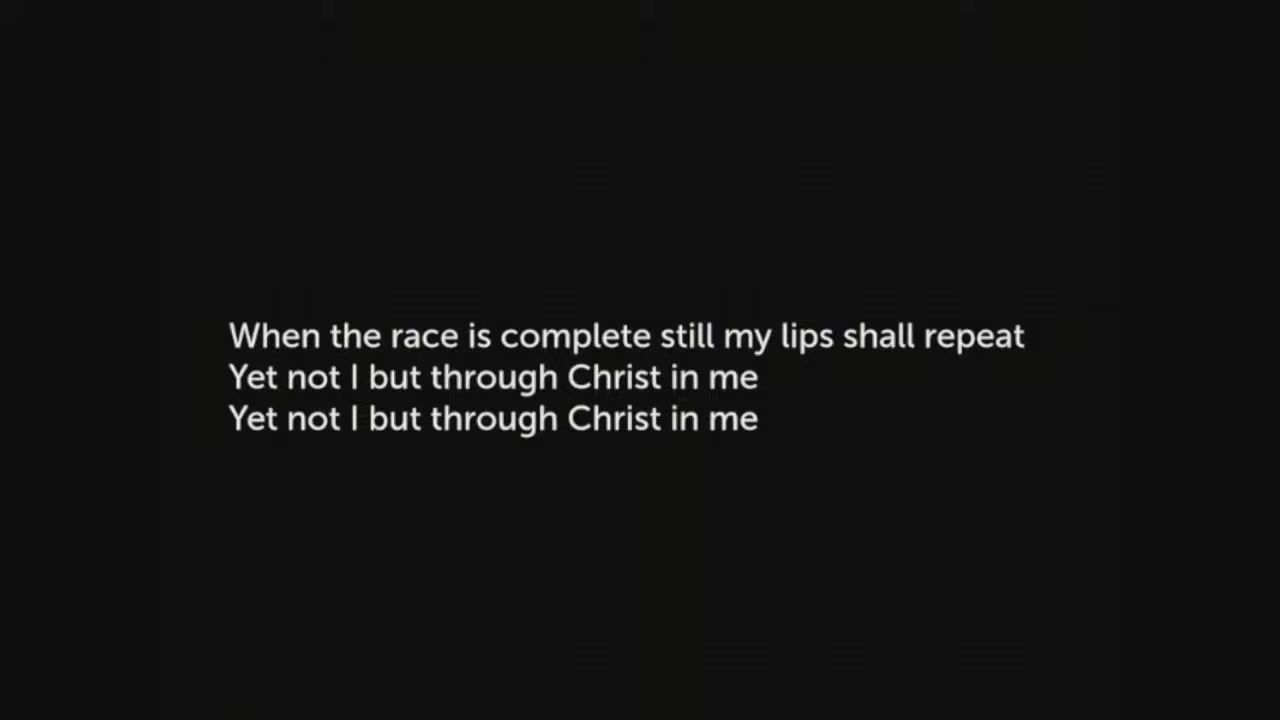 When the race is complete still my lips shall repeat
Yet not I but through Christ in me
Yet not I but through Christ in me